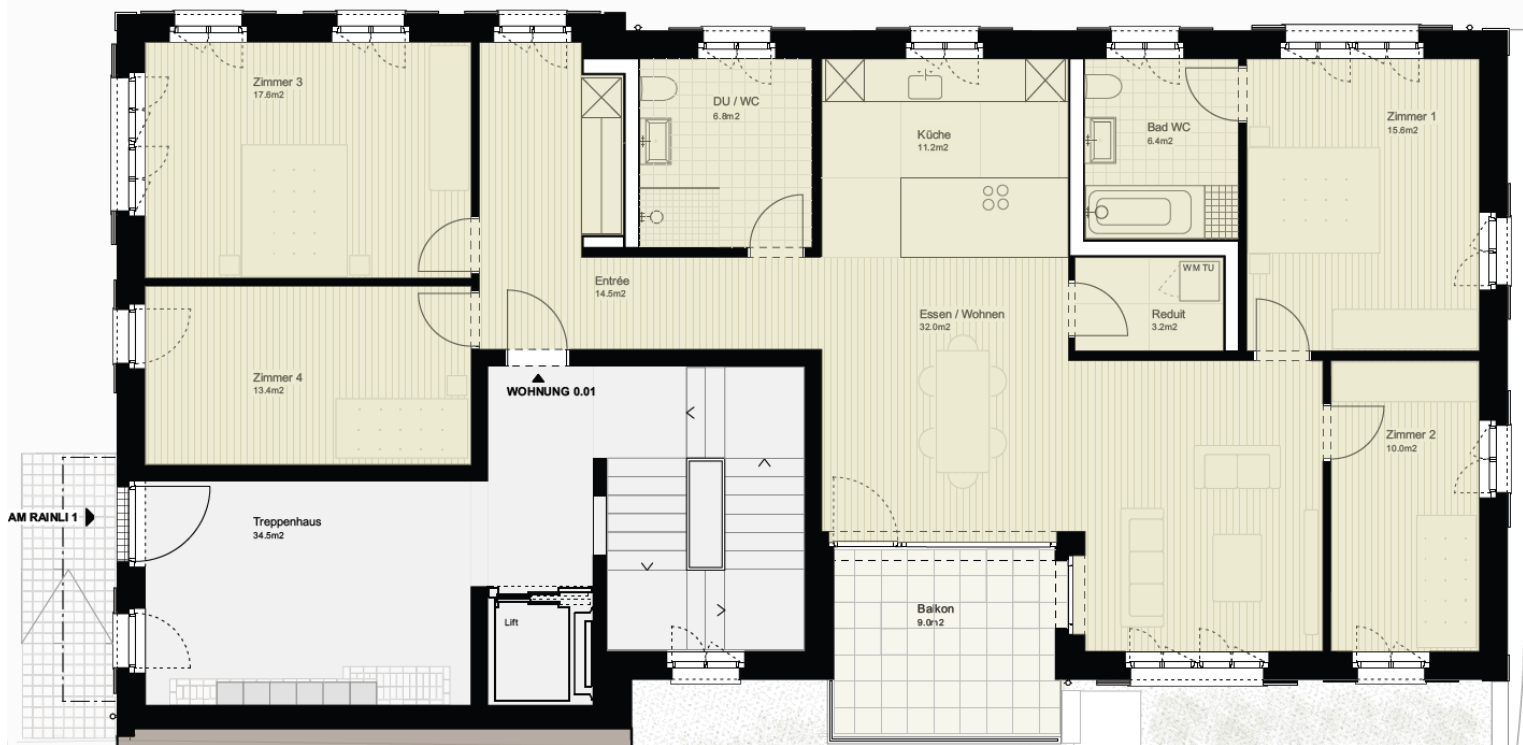 Zimmer 3
17.6m2
DU / WC
6.8m2
Küche
11.2m2
Bad WC
6.4m2
Zimmer 1
15.6m2
Entrée
14.5m2
WM TU
Essen / Wohnen
32.0m2
Reduit
3.2m2
Zimmer 4
13.4m2
WOHNUNG 0.01
Zimmer 2
10.0m2
AM RAINLI 1
Treppenhaus
34.5m2
Lift
Balkon
9.0m2